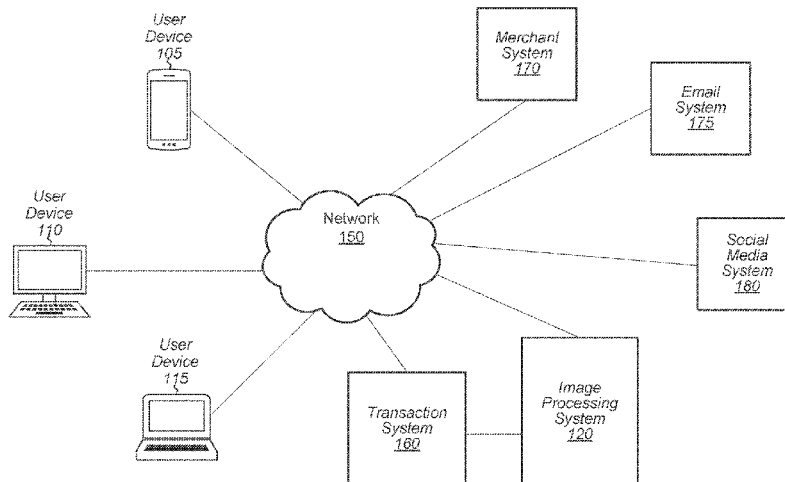 User
Device
105
Merchant
System
170
Email
System
175
User
Device
110
Network
150
Social
Media
System
180
User
Device
115
Transaction
System
160
Image
Processing
System
120